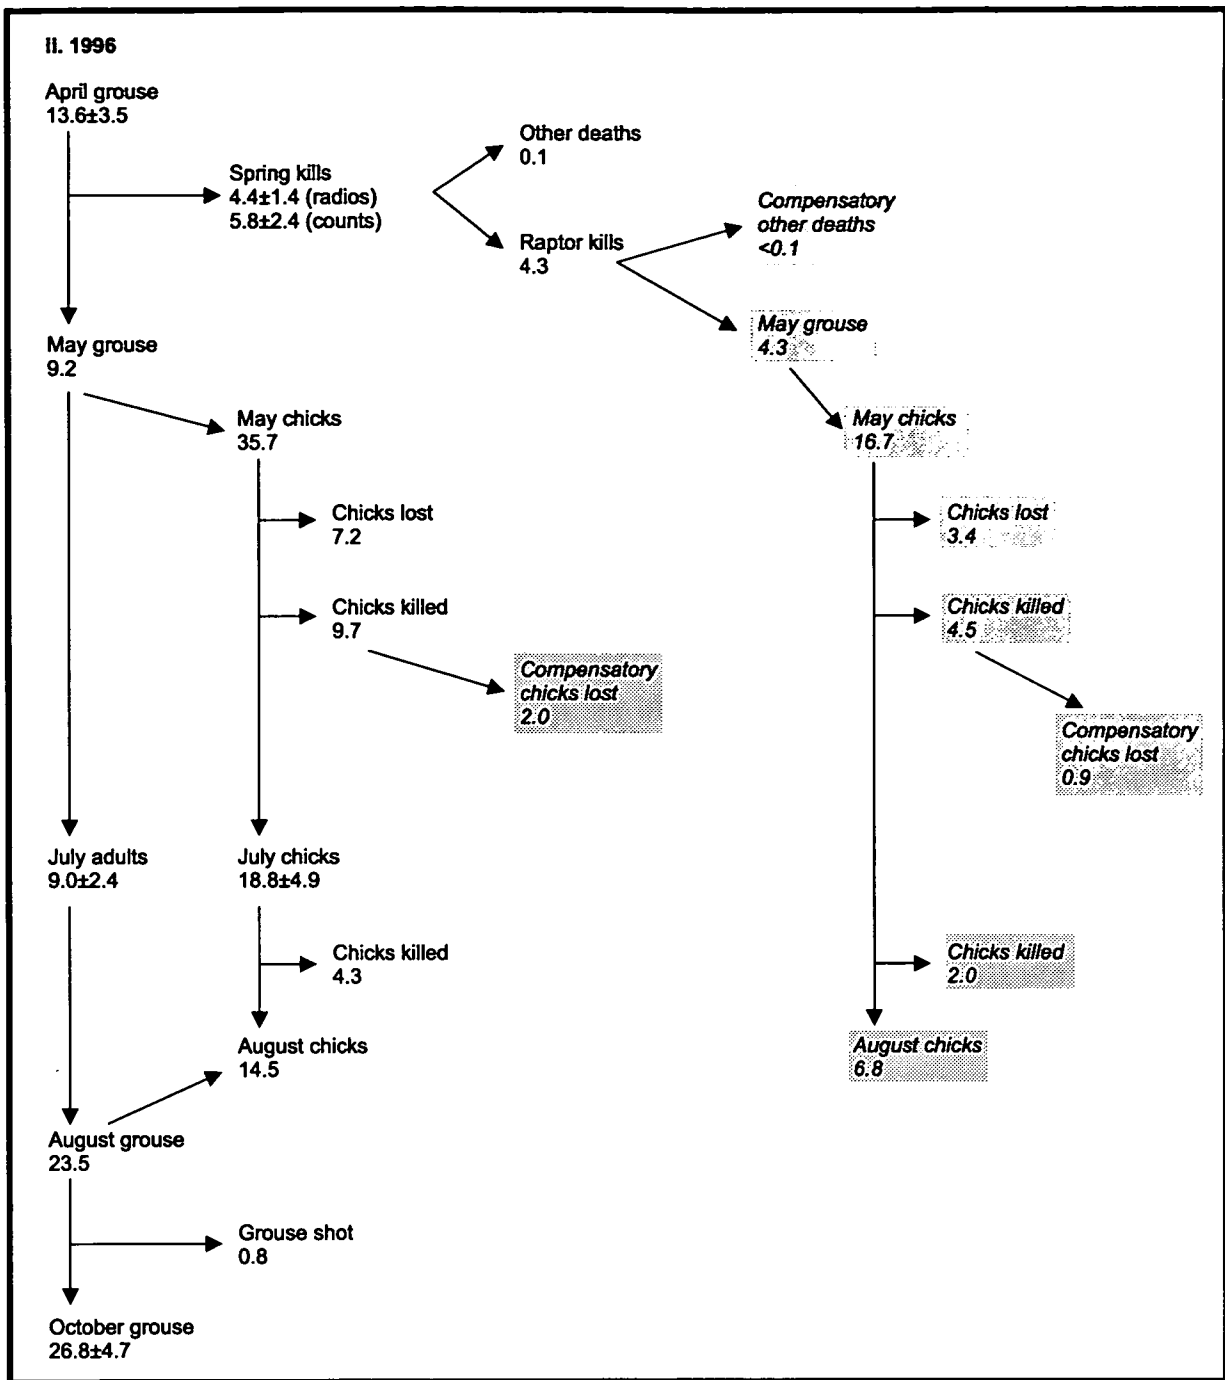 II. 1996
April grouse
13.6±3.5
Spring kills
4.4±1.4 (radios)
5.8±2.4 (counts)
Other deaths
0.1
Raptor kills
4.3
Compensatory
other deaths
<0.1
May grouse
9.2
May grouse
4.3
May chicks
35.7
May chicks
16.7
Chicks lost
7.2
Chicks lost
3.4
Chicks killed
9.7
Chicks killed
4.5
Compensatory
chicks lost
2.0
Compensatory
chicks lost
0.9
July adults
9.0±2.4
July chicks
18.8±4.9
Chicks killed
4.3
Chicks killed
2.0
August chicks
14.5
August chicks
6.8
August grouse
23.5
Grouse shot
0.8
October grouse
26.8±4.7